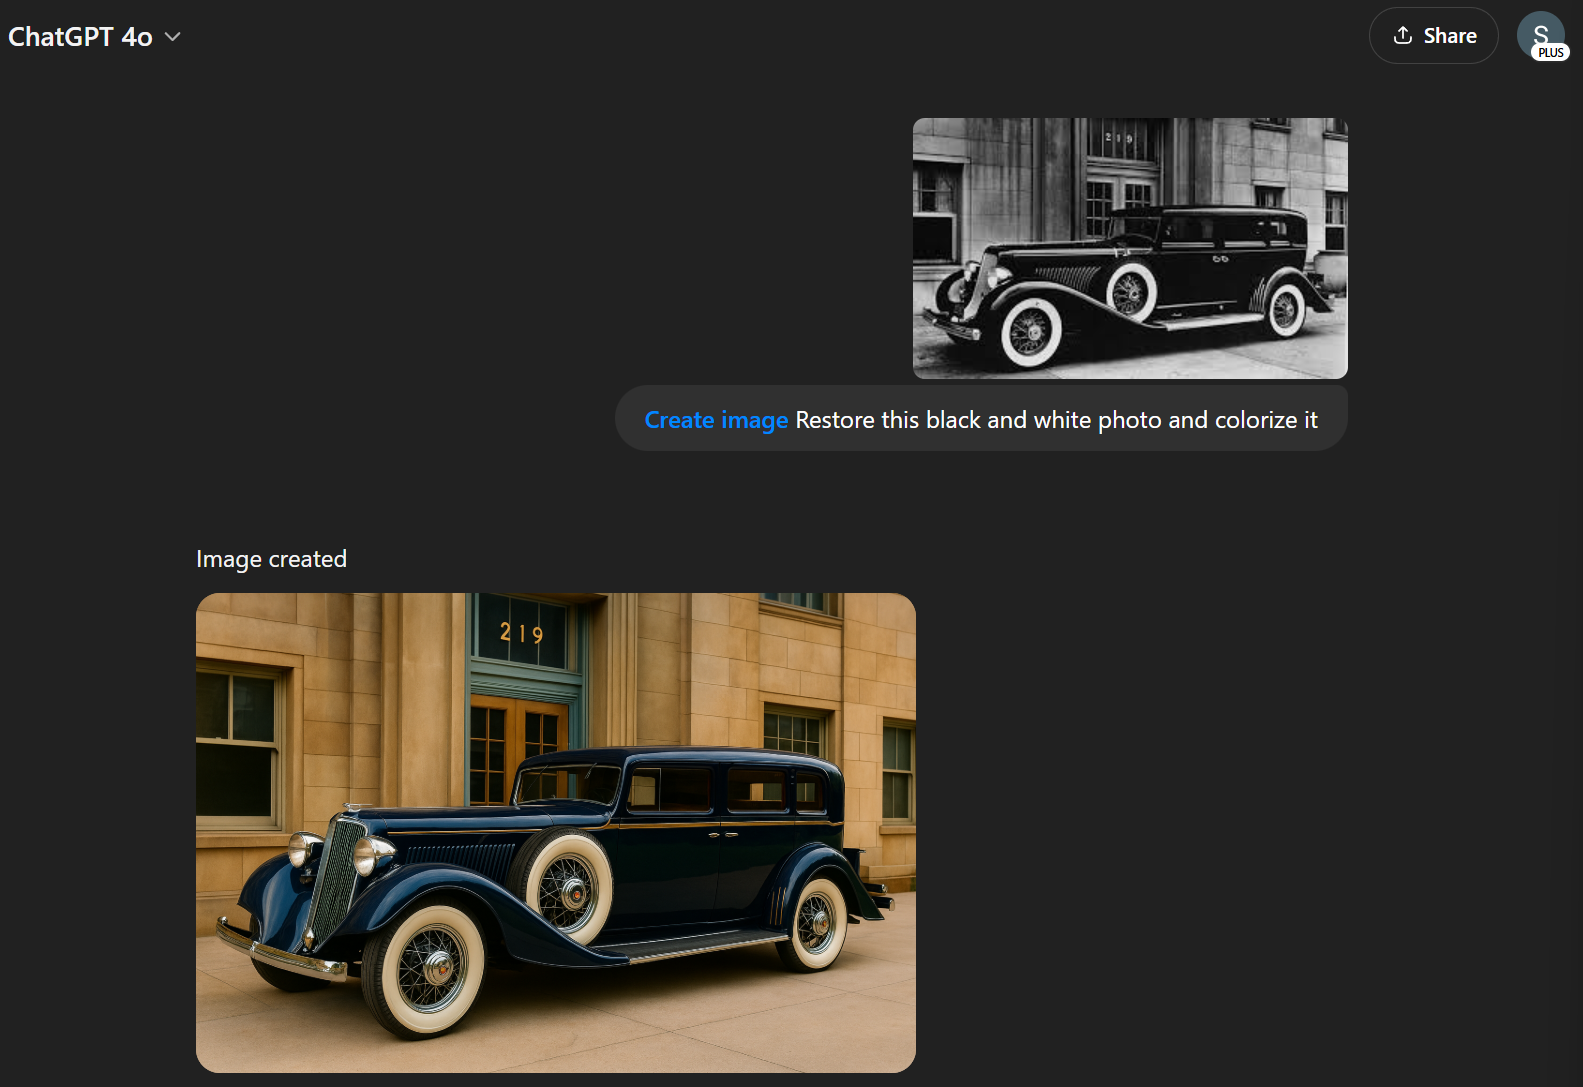 ChatGPT 4o
Share
S
PLUS
219
Create image Restore this black and white photo and colorize it
Image created
219